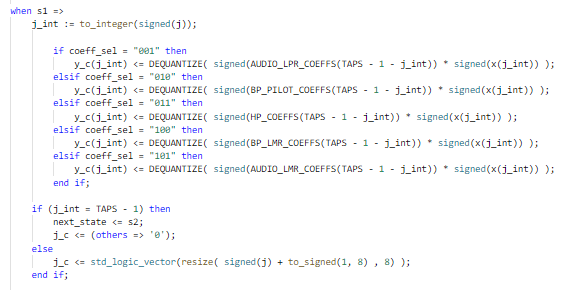 when s1 =>
j_int := to_integer(signed(j));
if coeff_sel = "001" then
y_c(j_int) <= DEQUANTIZE( signed(AUDIO_LPR_COEFFS(TAPS - 1 - j_int)) * signed(x(j_int)) );
elsif coeff_sel = "010" then
y_c(j_int) <= DEQUANTIZE( signed(BP_PILOT_COEFFS(TAPS - 1 - j_int)) * signed(x(j_int)) );
elsif coeff_sel = "011" then
y_c(j_int) <= DEQUANTIZE( signed(HP_COEFFS(TAPS - 1 - j_int)) * signed(x(j_int)) );
elsif coeff_sel = "100" then
y_c(j_int) <= DEQUANTIZE( signed(BP_LMR_COEFFS(TAPS - 1 - j_int)) * signed(x(j_int)) );
elsif coeff_sel = "101" then
y_c(j_int) <= DEQUANTIZE( signed(AUDIO_LMR_COEFFS(TAPS - 1 - j_int)) * signed(x(j_int)) );
end if;
if (j_int = TAPS - 1) then
next_state <= s2;
j_c <= (others => '0');
else
j_c <= std_logic_vector(resize( signed(j) + to_signed(1, 8) , 8) );
end if;